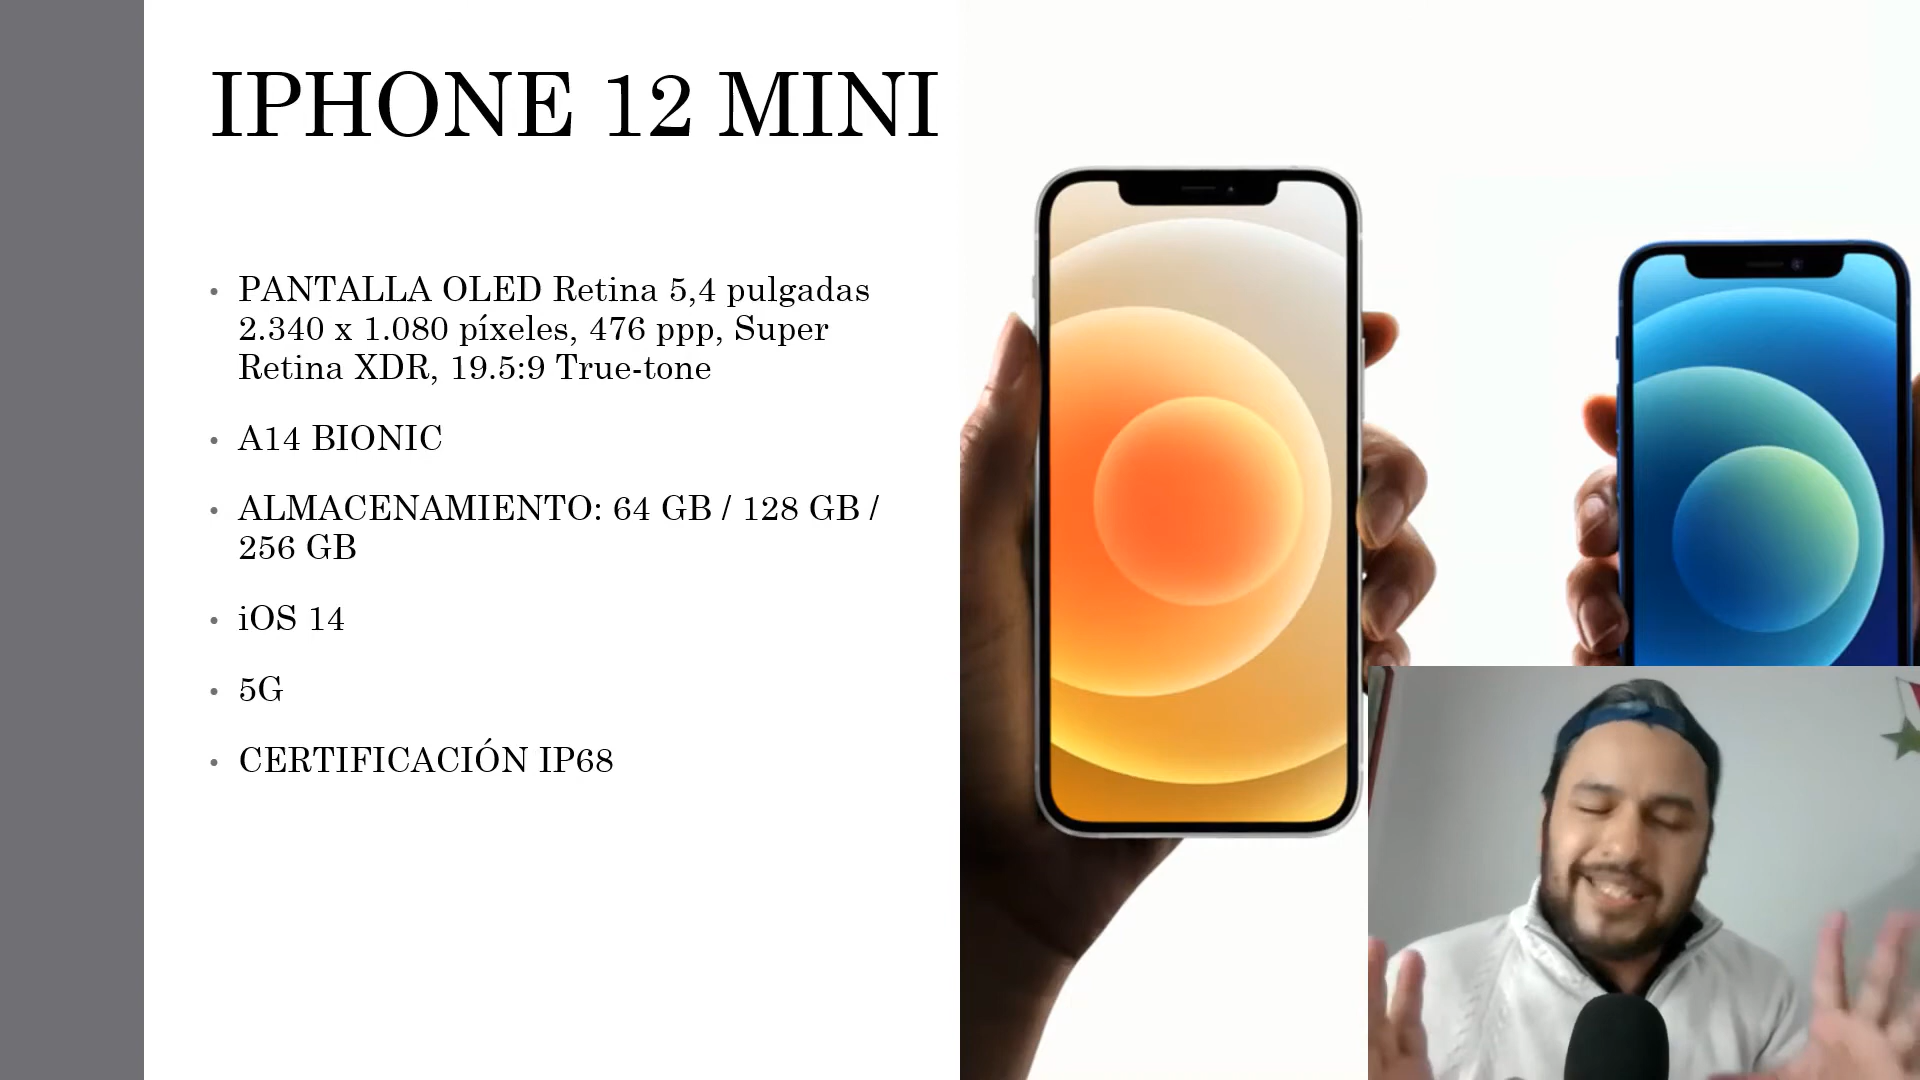 IPHONE 12 MINI
• PANTALLA OLED Retina 5,4 pulgadas
2.340 x 1.080 píxeles, 476 ppp, Super
Retina XDR, 19.5:9 True-tone
• A14 BIONIC
• ALMACENAMIENTO: 64 GB / 128 GB /
256 GB
• iOS 14
• 5G
• CERTIFICACIÓN IP68